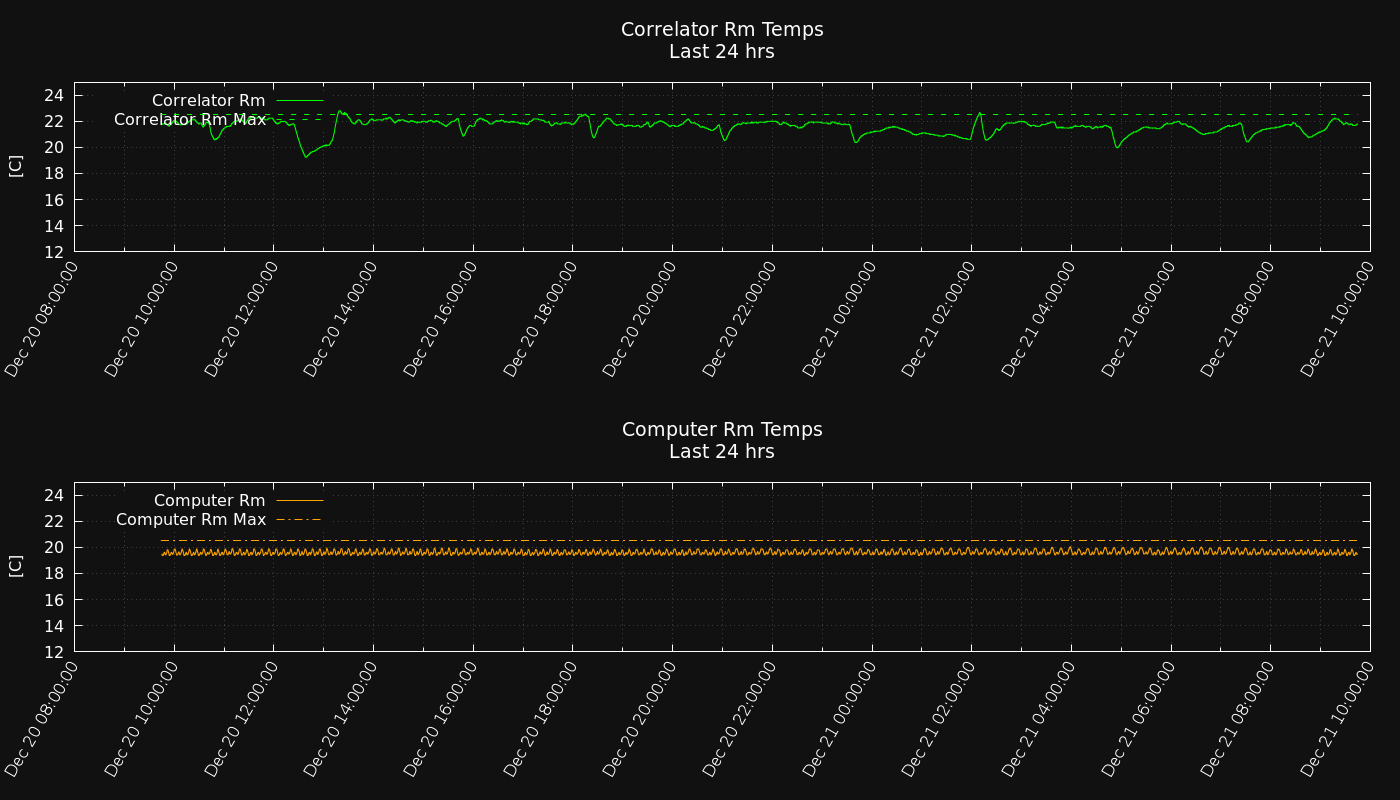 Correlator Rm Temps
Last 24 hrs
Correlator Rm
Correlator Rm Max
[C]
24
22
20
18
16
14
12
Dec 20 08:00:00
Dec 20 10:00:00
Dec 20 12:00:00
Dec 20 14:00:00
Dec 20 16:00:00
Dec 20 18:00:00
Dec 20 20:00:00
Dec 20 22:00:00
Dec 21 00:00:00
Dec 21 02:00:00
Dec 21 04:00:00
Dec 21 06:00:00
Dec 21 08:00:00
Dec 21 10:00:00
Computer Rm Temps
Last 24 hrs
Computer Rm
Computer Rm Max
[C]
24
22
20
18
16
14
12
Dec 20 08:00:00
Dec 20 10:00:00
Dec 20 12:00:00
Dec 20 14:00:00
Dec 20 16:00:00
Dec 20 18:00:00
Dec 20 20:00:00
Dec 20 22:00:00
Dec 21 00:00:00
Dec 21 02:00:00
Dec 21 04:00:00
Dec 21 06:00:00
Dec 21 08:00:00
Dec 21 10:00:00